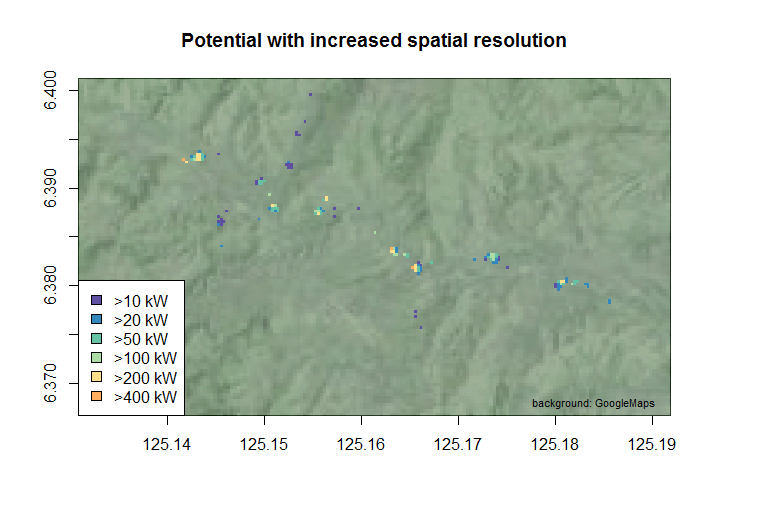 Potential with increased spatial resolution
6.400
6.390
6.380
6.370
>10 kW
>20 kW
>50 kW
>100 kW
>200 kW
>400 kW
background: GoogleMaps
125.14 125.15 125.16 125.17 125.18 125.19